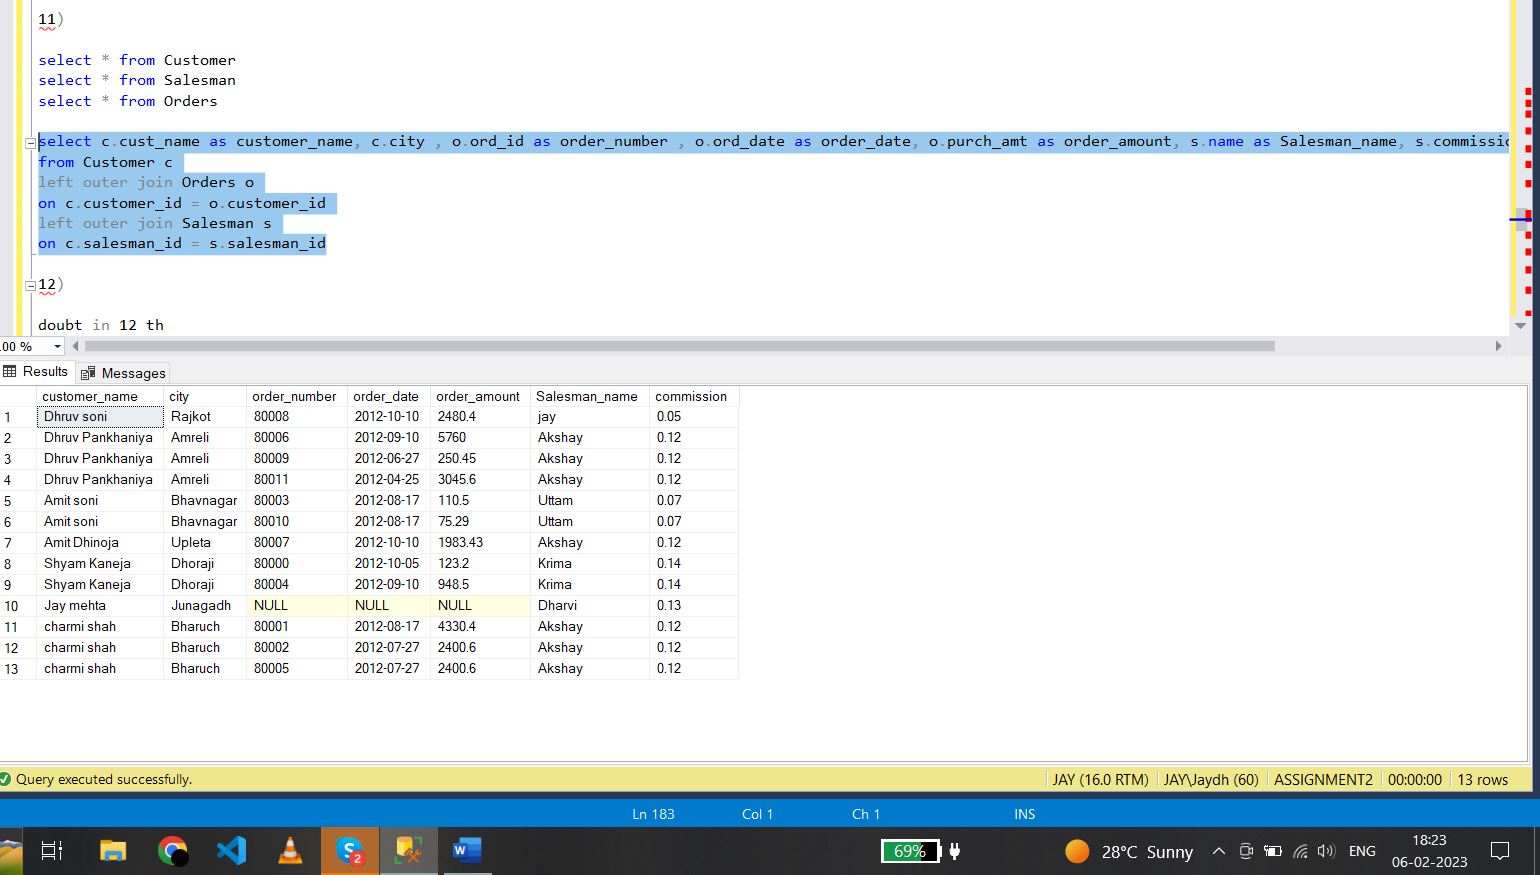 11)
select * from Customer
select * from Salesman
select * from Orders
select c.cust_name as customer_name, c.city , o.ord_id as order_number , o.ord_date as order_date, o.purch_amt as order_amount, s.name as Salesman_name, s.commissio
from Customer c
left outer join Orders o
on c.customer_id = o.customer_id
left outer join Salesman s
on c.salesman_id = s.salesman_id
12)
doubt in 12 th
.00 %
Results Messages
customer_name city order_number order_date order_amount Salesman_name commission
1 Dhruv soni Rajkot 80008 2012-10-10 2480.4 jay 0.05
2 Dhruv Pankhaniya Amreli 80006 2012-09-10 5760 Akshay 0.12
3 Dhruv Pankhaniya Amreli 80009 2012-06-27 250.45 Akshay 0.12
4 Dhruv Pankhaniya Amreli 80011 2012-04-25 3045.6 Akshay 0.12
5 Amit soni Bhavnagar 80003 2012-08-17 110.5 Uttam 0.07
6 Amit soni Bhavnagar 80010 2012-08-17 75.29 Uttam 0.07
7 Amit Dhinoja Upleta 80007 2012-10-10 1983.43 Akshay 0.12
8 Shyam Kaneja Dhoraji 80000 2012-10-05 123.2 Krima 0.14
9 Shyam Kaneja Dhoraji 80004 2012-09-10 948.5 Krima 0.14
10 Jay mehta Junagadh NULL NULL NULL Dharvi 0.13
11 charmi shah Bharuch 80001 2012-08-17 4330.4 Akshay 0.12
12 charmi shah Bharuch 80002 2012-07-27 2400.6 Akshay 0.12
13 charmi shah Bharuch 80005 2012-07-27 2400.6 Akshay 0.12
Query executed successfully. JAY (16.0 RTM) JAY\Jaydh (60) ASSIGNMENT2 00:00:00 13 rows
Ln 183 Col 1 Ch 1 INS
S 2 W 69% 28°C Sunny ENG 18:23
06-02-2023